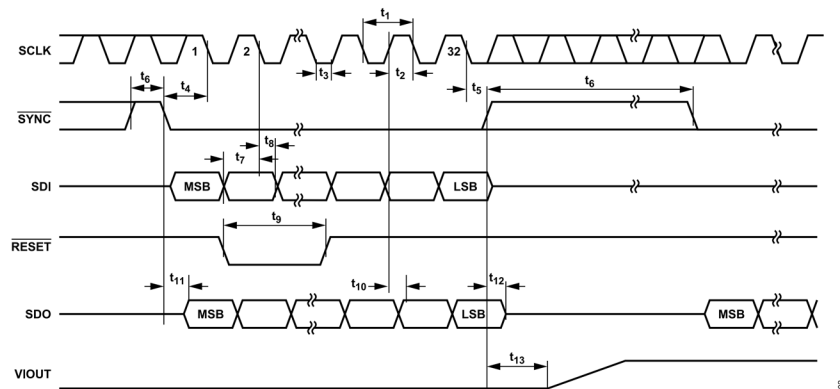 t1
SCLK
1
2
32
t3
t2
t6
t4
t5
t6
SYNC
t8
t7
SDI
MSB
LSB
t9
RESET
t11
t10
t12
SDO
MSB
LSB
MSB
t13
VIOUT